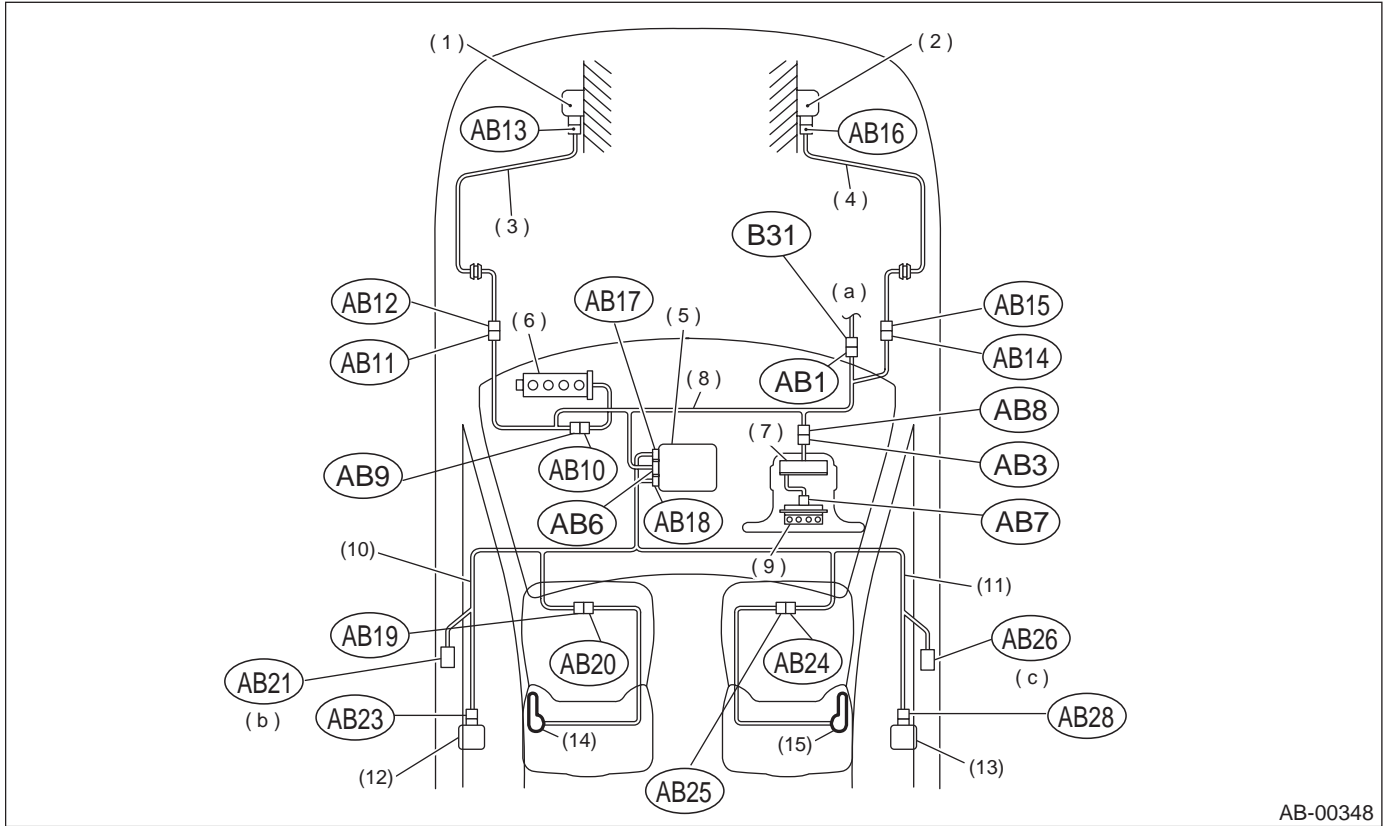 ( 1 )
( 2 )
AB13
AB16
( 3 )
( 4 )
B31
( a )
AB12
AB17
( 5 )
AB15
( 6 )
AB11
AB14
AB1
( 8 )
AB8
( 7 )
AB3
AB9
AB10
AB6
AB18
AB7
( 9 )
(10)
(11)
AB19
AB20
AB24
AB26
( c )
AB21
( b )
AB23
AB28
(14)
(15)
(12)
(13)
AB25
AB-00348